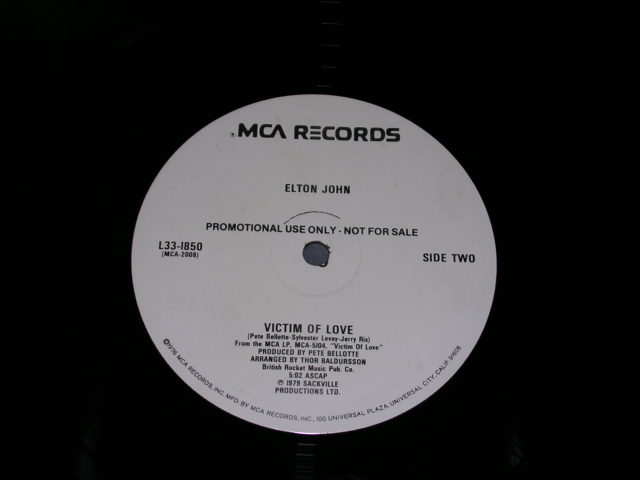 MCA RECORDS
ELTON JOHN
PROMOTIONAL USE ONLY - NOT FOR SALE
L33-1850
(MCA-2008)
SIDE TWO
VICTIM OF LOVE
(Pete Bellotte-Sylvester Levay-Jerry Rix)
From the MCA LP, MCA-5104, "Victim Of Love"
PRODUCED BY PETE BELLOTTE
ARRANGED BY THOR BALDURSSON
British Rocket Music Pub. Co.
5:02 ASCAP
℗ 1979 SACKVILLE
PRODUCTIONS LTD.
©1976 MCA RECORDS, INC. MFD. BY MCA RECORDS, INC., 100 UNIVERSAL PLAZA, UNIVERSAL CITY, CALIF. 91608